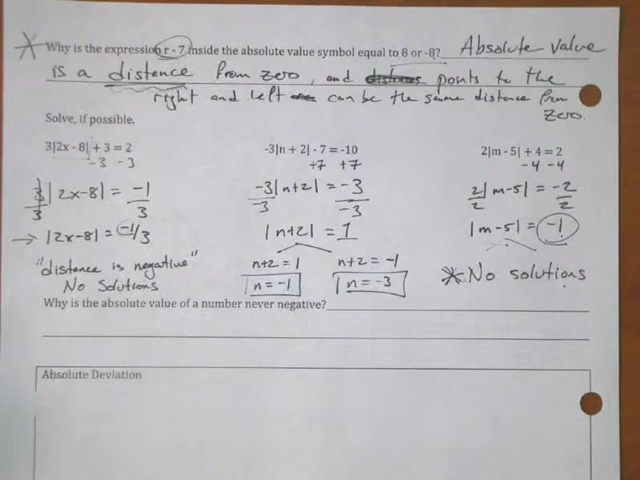 Why is the expression r - 7 inside the absolute value symbol equal to 8 or -8? Absolute value
is a distence from zero, and points to the
right and left can be the same distance from
zero.
Solve, if possible.
3|2x - 8| + 3 = 2 -3|n + 2| - 7 = -10 2|m - 5| + 4 = 2
-3 -3 +7 +7 -4 -4
3|2x-8| = -1 -3|n+2| = -3 2|m-5| = -2
3 3 -3 -3 2 2
→ |2x-8| = -1/3 |n+2| = 1 |m-5| = -1
"distance is negative" n+2=1 n+2=-1 No solutions
No Solutions n=-1 n=-3
Why is the absolute value of a number never negative?
Absolute Deviation